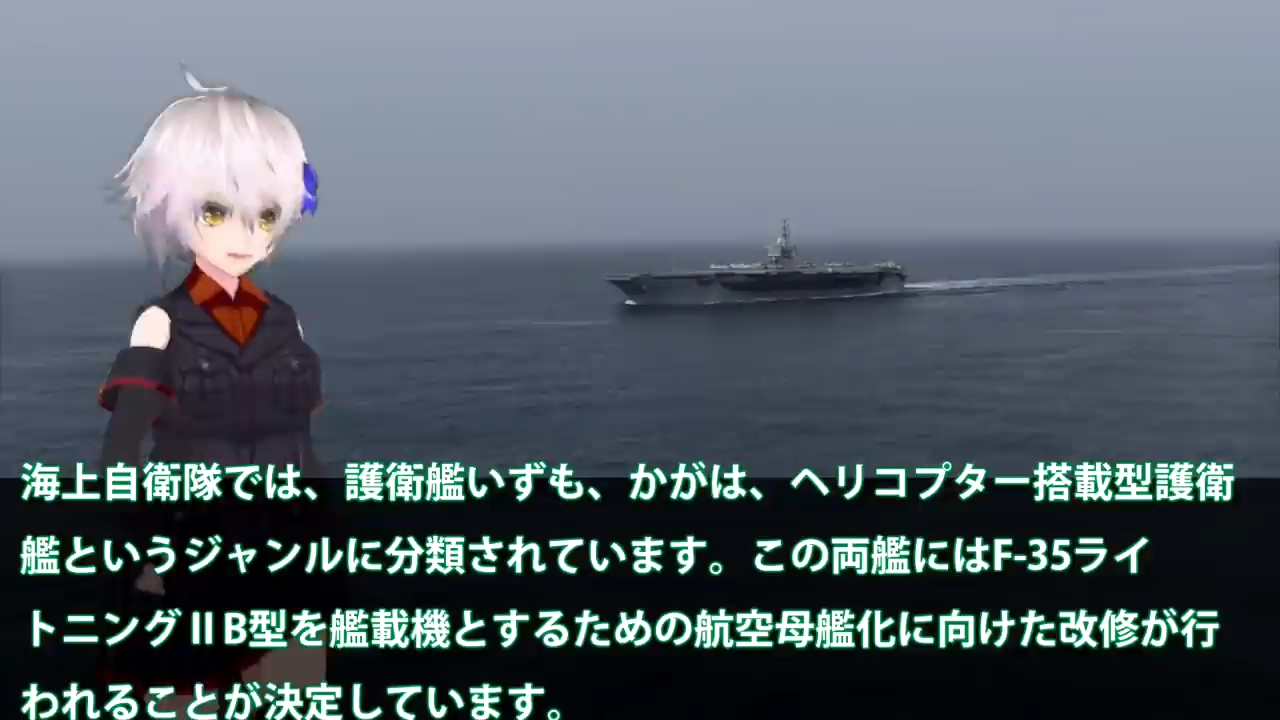 海上自衛隊では、護衛艦いずも、かがは、ヘリコプター搭載型護衛
艦というジャンルに分類されています。この両艦にはF-35ライ
トニングⅡB型を艦載機とするための航空母艦化に向けた改修が行
われることが決定しています。